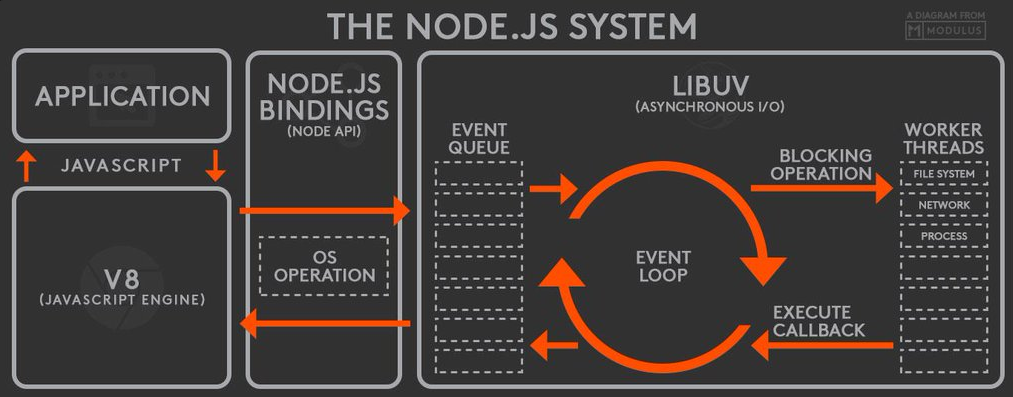 THE NODE.JS SYSTEM
A DIAGRAM FROM
MODULUS
APPLICATION
JAVASCRIPT
V8
(JAVASCRIPT ENGINE)
NODE.JS
BINDINGS
(NODE API)
OS
OPERATION
LIBUV
(ASYNCHRONOUS I/O)
EVENT
QUEUE
EVENT
LOOP
BLOCKING
OPERATION
EXECUTE
CALLBACK
WORKER
THREADS
FILE SYSTEM
NETWORK
PROCESS